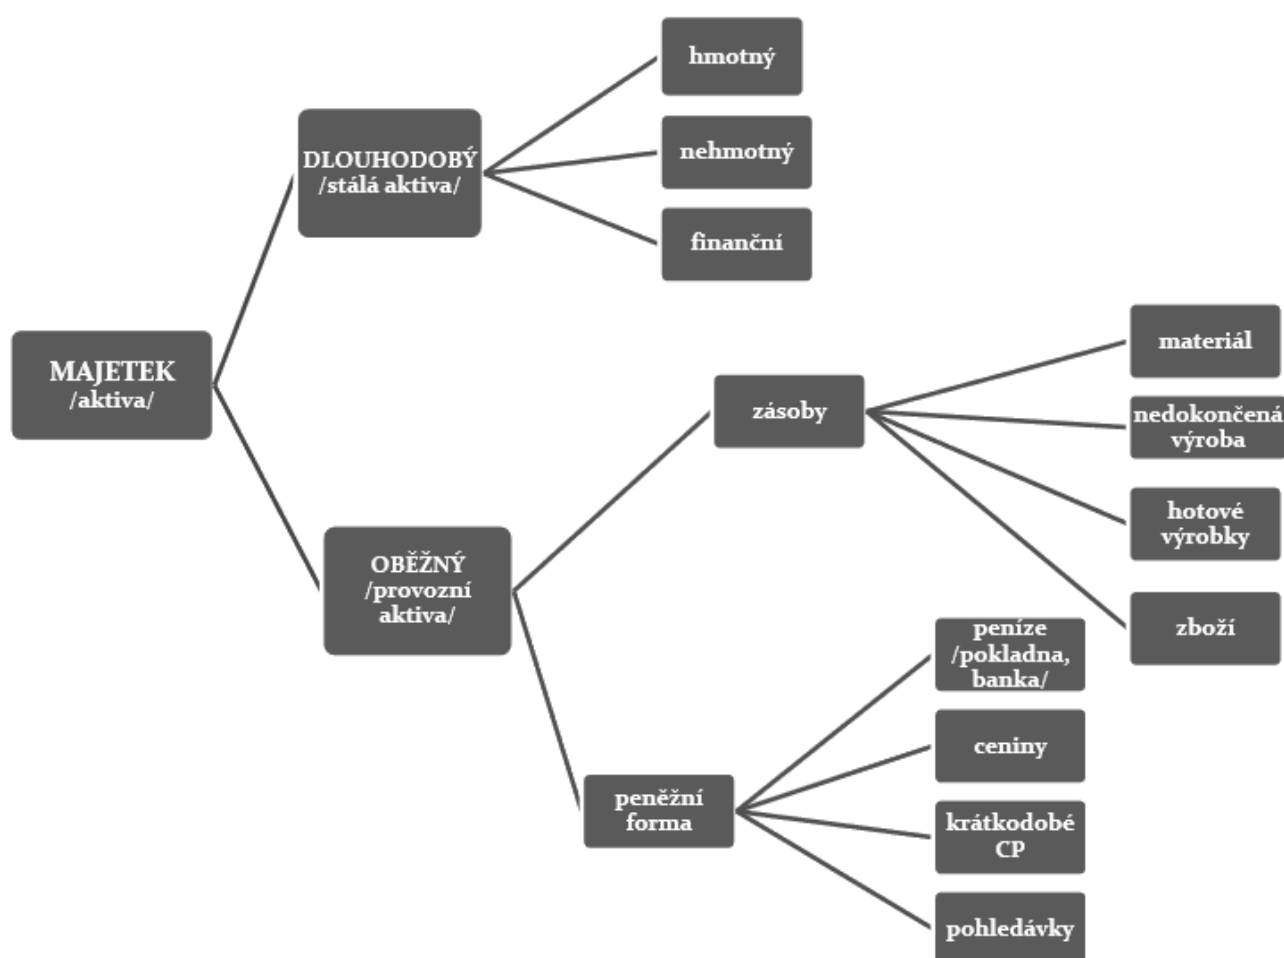 hmotný
DLOUHODOBÝ
/stálá aktiva/
nehmotný
finanční
MAJETEK
/aktiva/
materiál
zásoby
nedokončená
výroba
hotové
výrobky
zboží
OBĚŽNÝ
/provozní
aktiva/
peníze
/pokladna,
banka/
ceniny
peněžní
forma
krátkodobé
CP
pohledávky